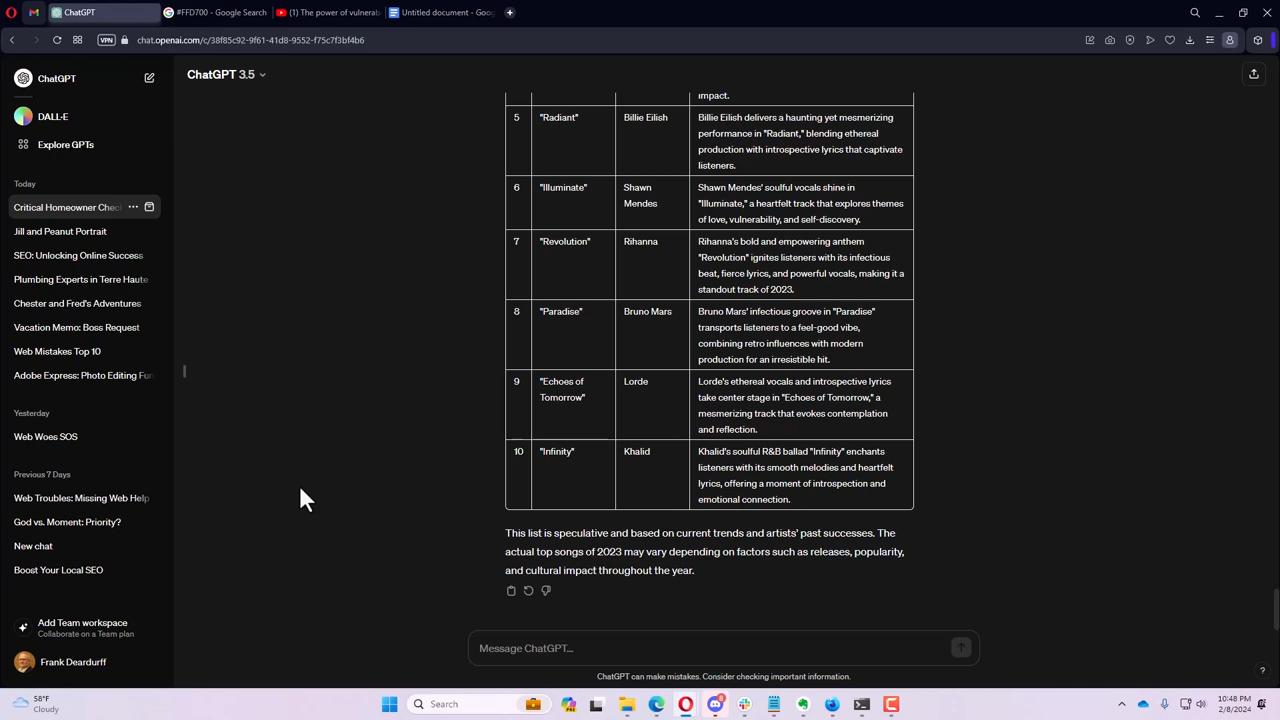 ChatGPT
#FFD700 - Google Search
(1) The power of vulnerab
Untitled document - Goog
VPN
chat.openai.com/c/38f85c92-9f61-41d8-9552-f75c7f3bf4b6
ChatGPT
DALL-E
Explore GPTs
Today
Critical Homeowner Chec
Jill and Peanut Portrait
SEO: Unlocking Online Success
Plumbing Experts in Terre Haute
Chester and Fred's Adventures
Vacation Memo: Boss Request
Web Mistakes Top 10
Adobe Express: Photo Editing Fun
Yesterday
Web Woes SOS
Previous 7 Days
Web Troubles: Missing Web Help
God vs. Moment: Priority?
New chat
Boost Your Local SEO
Add Team workspace
Collaborate on a Team plan
Frank Deardurff
ChatGPT 3.5
impact.
5
"Radiant"
Billie Eilish
Billie Eilish delivers a haunting yet mesmerizing
performance in "Radiant," blending ethereal
production with introspective lyrics that captivate
listeners.
6
"Illuminate"
Shawn
Mendes
Shawn Mendes' soulful vocals shine in
"Illuminate," a heartfelt track that explores themes
of love, vulnerability, and self-discovery.
7
"Revolution"
Rihanna
Rihanna's bold and empowering anthem
"Revolution" ignites listeners with its infectious
beat, fierce lyrics, and powerful vocals, making it a
standout track of 2023.
8
"Paradise"
Bruno Mars
Bruno Mars' infectious groove in "Paradise"
transports listeners to a feel-good vibe,
combining retro influences with modern
production for an irresistible hit.
9
"Echoes of
Tomorrow"
Lorde
Lorde's ethereal vocals and introspective lyrics
take center stage in "Echoes of Tomorrow," a
mesmerizing track that evokes contemplation
and reflection.
10
"Infinity"
Khalid
Khalid's soulful R&B ballad "Infinity" enchants
listeners with its smooth melodies and heartfelt
lyrics, offering a moment of introspection and
emotional connection.
This list is speculative and based on current trends and artists' past successes. The
actual top songs of 2023 may vary depending on factors such as releases, popularity,
and cultural impact throughout the year.
Message ChatGPT...
ChatGPT can make mistakes. Consider checking important information.
?
58°F
Cloudy
Search
10:48 PM
2/8/2024